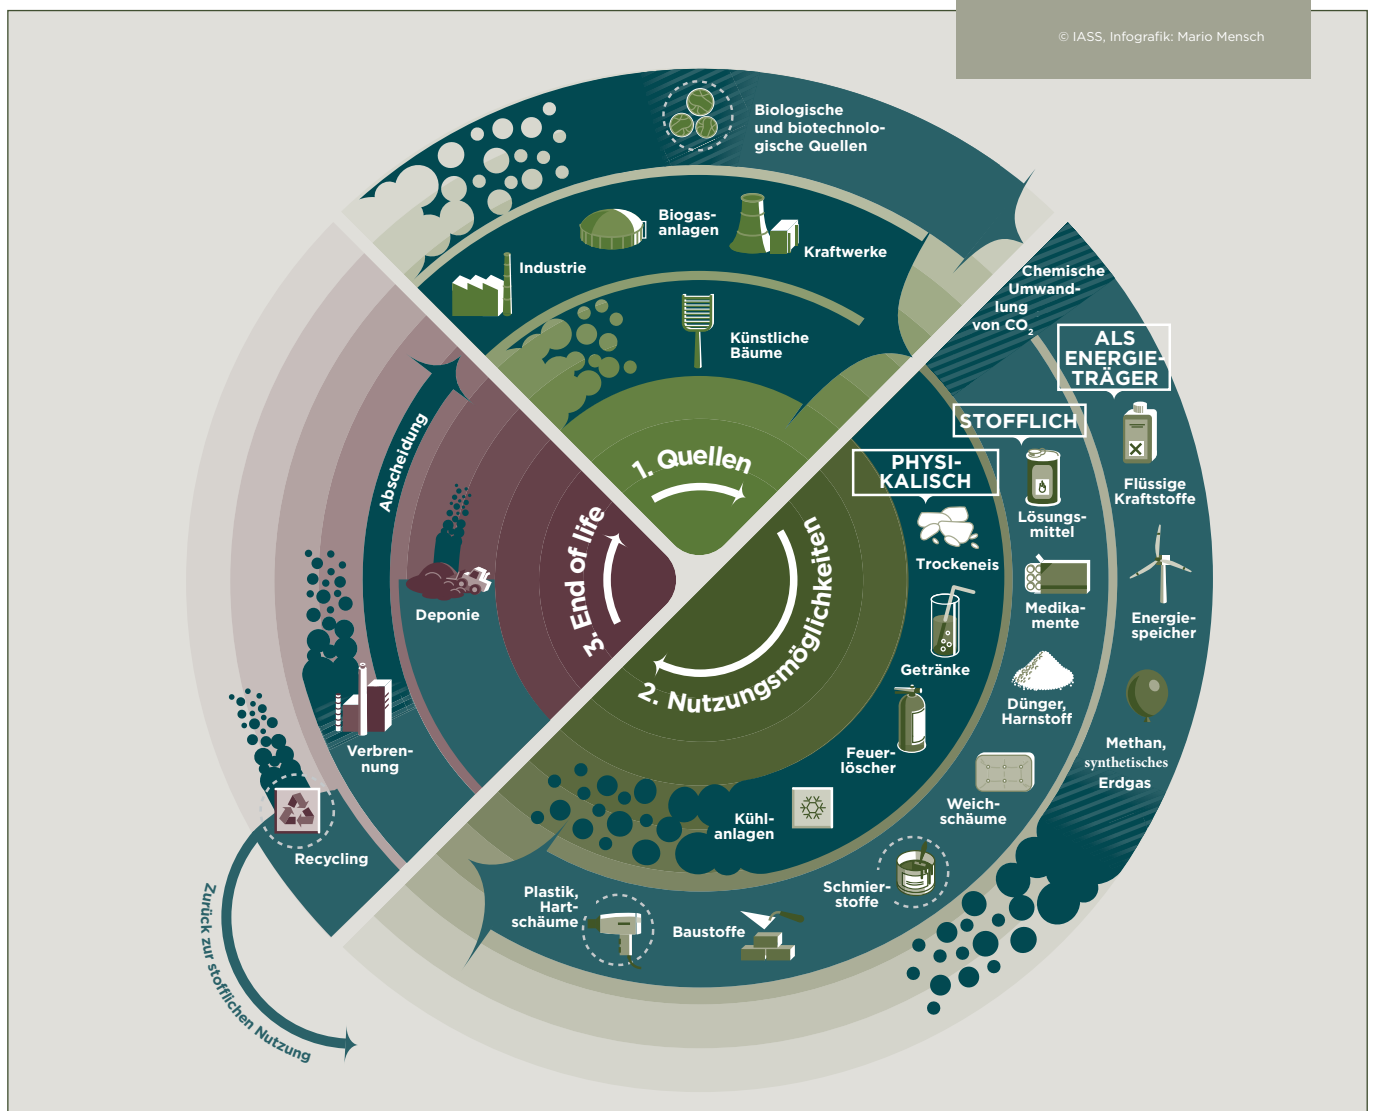 © IASS, Infografik: Mario Mensch
Biologische
und biotechnolo-
gische Quellen
Biogas-
anlagen
Kraftwerke
Industrie
Künstliche
Bäume
1. Quellen
Chemische
Umwand-
lung
von CO2
ALS
ENERGIE-
TRÄGER
STOFFLICH
PHYSI-
KALISCH
Flüssige
Kraftstoffe
Energie-
speicher
Methan,
synthetisches
Erdgas
Lösungs-
mittel
Medika-
mente
Dünger,
Harnstoff
Weich-
schäume
Schmier-
stoffe
Baustoffe
Plastik,
Hart-
schäume
Trockeneis
Getränke
Feuer-
löscher
Kühl-
anlagen
2. Nutzungsmöglichkeiten
3. End of life
Abscheidung
Deponie
Verbren-
nung
Recycling
Zurück zur stofflichen Nutzung